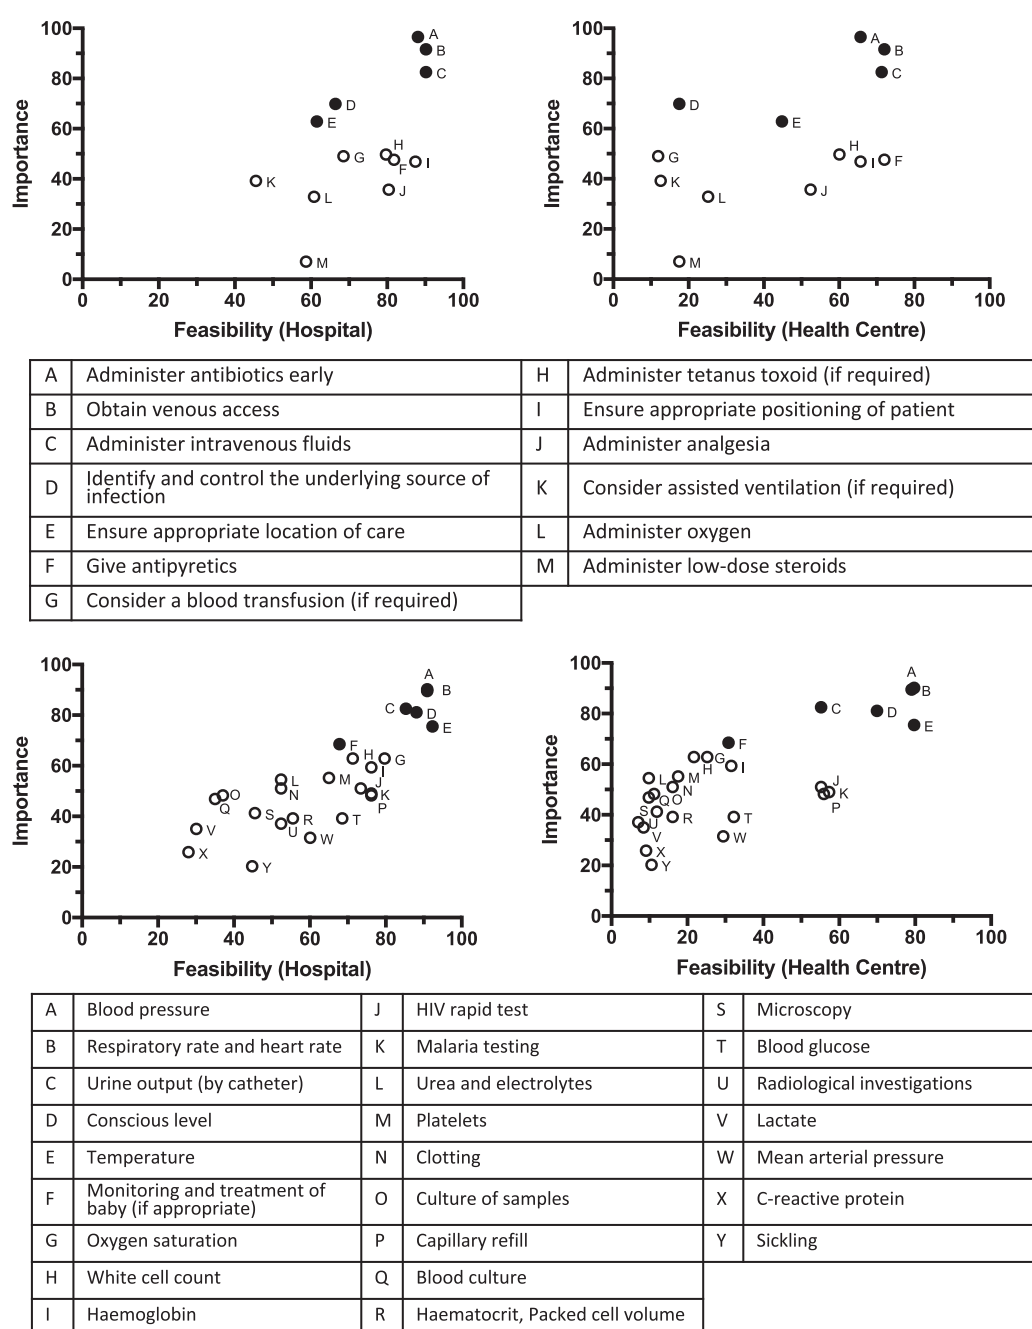 100
80
60
40
20
0
Importance
A
B
C
D
E
H
G
F
I
K
L
J
M
0 20 40 60 80 100
Feasibility (Hospital)
100
80
60
40
20
0
Importance
A
B
C
D
E
H
G
I
F
K
L
J
M
0 20 40 60 80 100
Feasibility (Health Centre)
A Administer antibiotics early H Administer tetanus toxoid (if required)
B Obtain venous access I Ensure appropriate positioning of patient
C Administer intravenous fluids J Administer analgesia
D Identify and control the underlying source of
infection K Consider assisted ventilation (if required)
E Ensure appropriate location of care L Administer oxygen
F Give antipyretics M Administer low-dose steroids
G Consider a blood transfusion (if required)
100
80
60
40
20
0
Importance
A
B
C
D
E
F
H
G
I
L
M
J
N
K
O
P
Q
S
R
T
U
V
W
X
Y
0 20 40 60 80 100
Feasibility (Hospital)
100
80
60
40
20
0
Importance
A
B
C
D
E
F
G
H
I
L
M
J
N
K
Q
O
P
S
R
T
U
V
W
X
Y
0 20 40 60 80 100
Feasibility (Health Centre)
A Blood pressure J HIV rapid test S Microscopy
B Respiratory rate and heart rate K Malaria testing T Blood glucose
C Urine output (by catheter) L Urea and electrolytes U Radiological investigations
D Conscious level M Platelets V Lactate
E Temperature N Clotting W Mean arterial pressure
F Monitoring and treatment of
baby (if appropriate) O Culture of samples X C-reactive protein
G Oxygen saturation P Capillary refill Y Sickling
H White cell count Q Blood culture
I Haemoglobin R Haematocrit, Packed cell volume